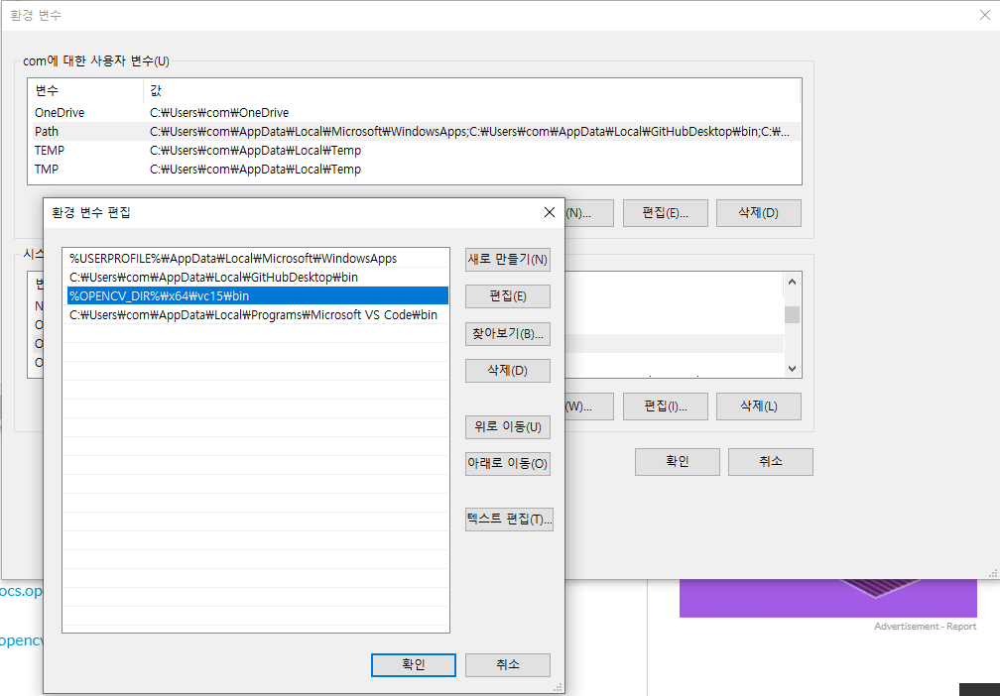 환경 변수
com에 대한 사용자 변수(U)
변수 값
OneDrive C:₩Users₩com₩OneDrive
Path C:₩Users₩com₩AppData₩Local₩Microsoft₩WindowsApps;C:₩Users₩com₩AppData₩Local₩GitHubDesktop₩bin;C:₩...
TEMP C:₩Users₩com₩AppData₩Local₩Temp
TMP C:₩Users₩com₩AppData₩Local₩Temp
(N)... 편집(E)... 삭제(D)
시스
N
O
O
O
(W)... 편집(I)... 삭제(L)
확인 취소
환경 변수 편집
%USERPROFILE%₩AppData₩Local₩Microsoft₩WindowsApps
C:₩Users₩com₩AppData₩Local₩GitHubDesktop₩bin
%OPENCV_DIR%₩x64₩vc15₩bin
C:₩Users₩com₩AppData₩Local₩Programs₩Microsoft VS Code₩bin
새로 만들기(N)
편집(E)
찾아보기(B)...
삭제(D)
위로 이동(U)
아래로 이동(O)
텍스트 편집(T)...
확인 취소
ocs.op
opencv
Advertisement - Report